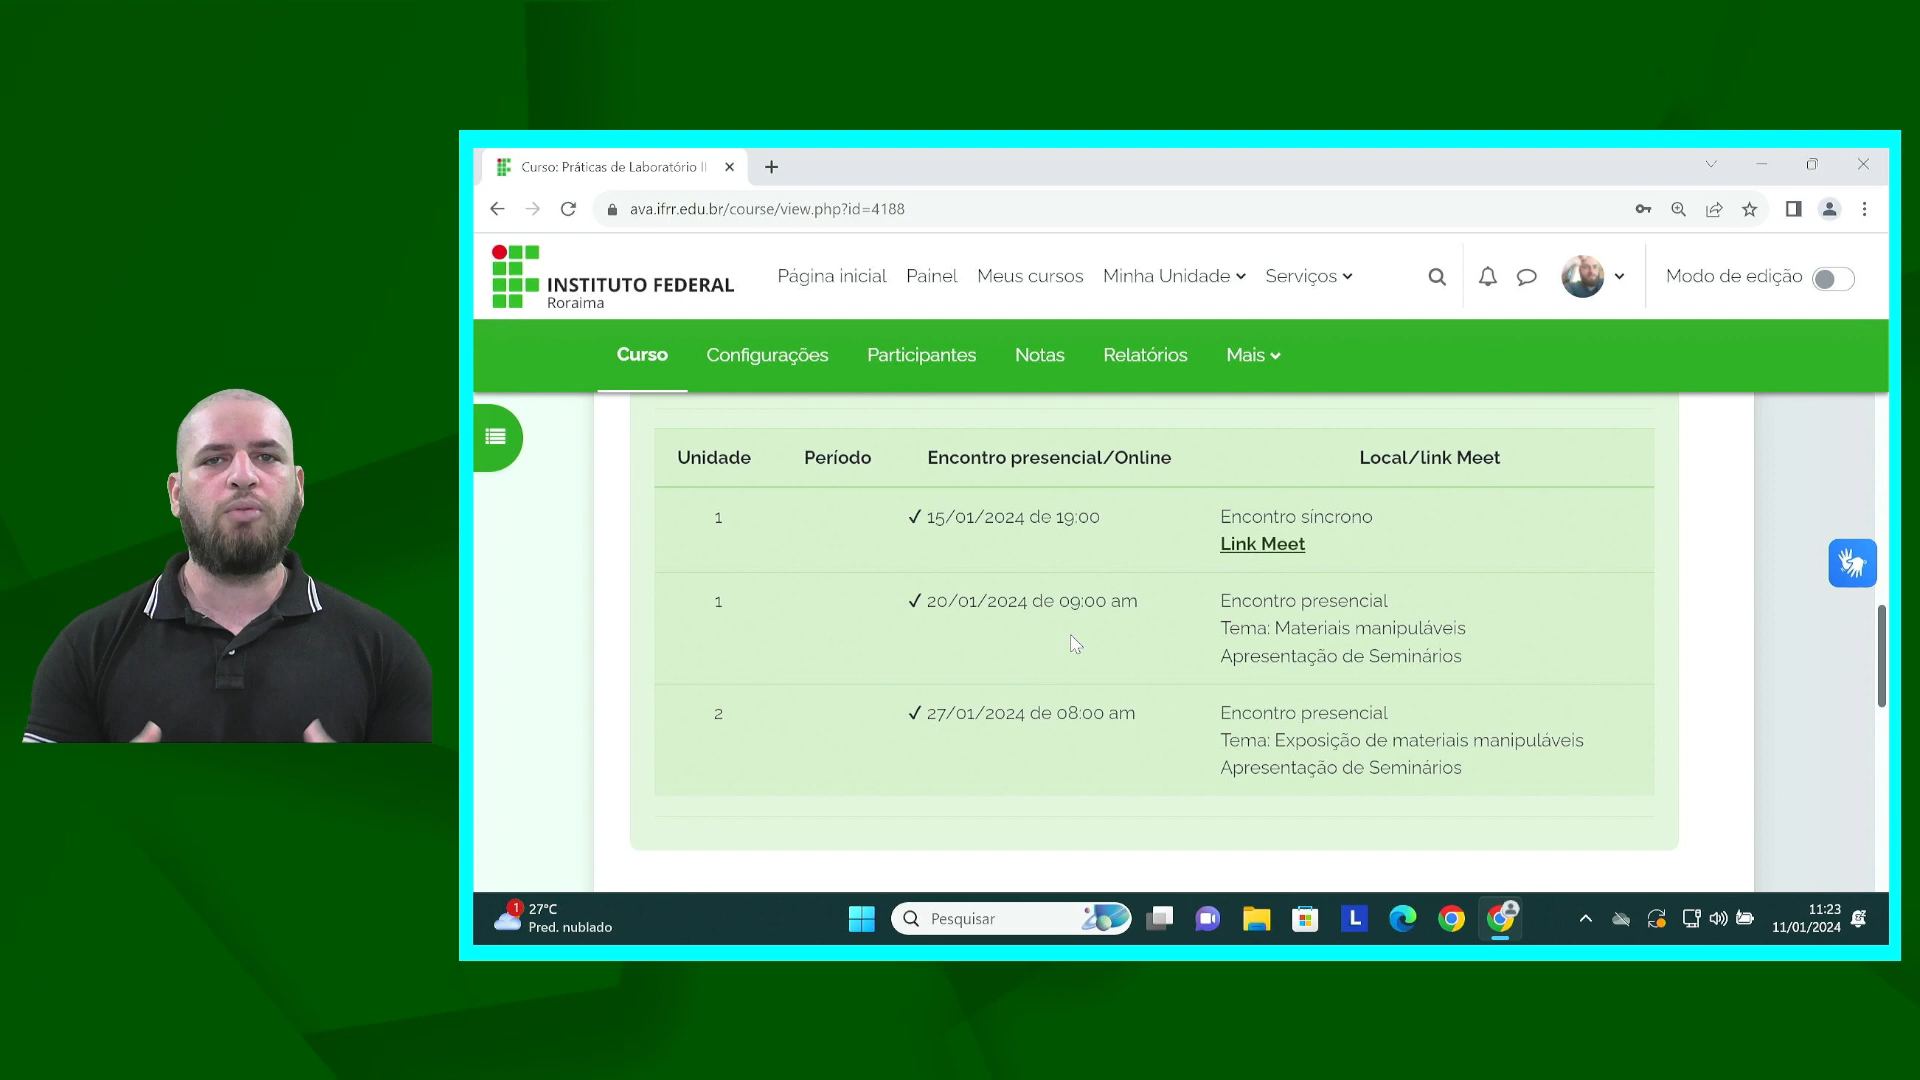 Curso: Práticas de Laboratório II
ava.ifrr.edu.br/course/view.php?id=4188
INSTITUTO FEDERAL
Roraima
Página inicial Painel Meus cursos Minha Unidade Serviços
Modo de edição
Curso Configurações Participantes Notas Relatórios Mais
Unidade Período Encontro presencial/Online Local/link Meet
1 ✓ 15/01/2024 de 19:00 Encontro síncrono
Link Meet
1 ✓ 20/01/2024 de 09:00 am Encontro presencial
Tema: Materiais manipuláveis
Apresentação de Seminários
2 ✓ 27/01/2024 de 08:00 am Encontro presencial
Tema: Exposição de materiais manipuláveis
Apresentação de Seminários
1
27°C
Pred. nublado
Pesquisar
L
11:23
11/01/2024